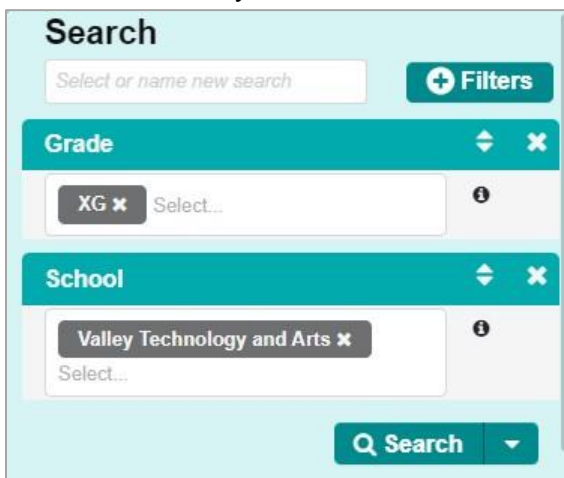 Search
Select or name new search
Filters
Grade
XG
Select...
School
Valley Technology and Arts
Select...
Search